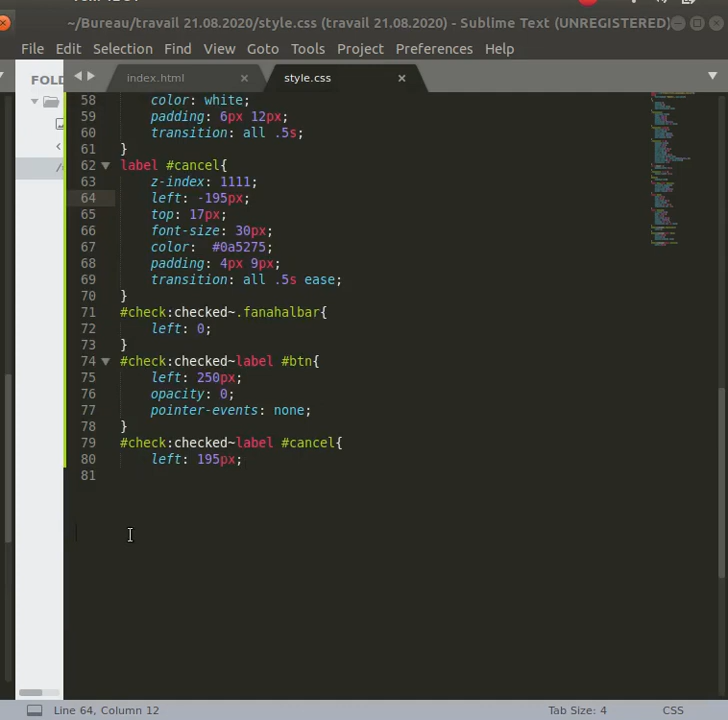 ~/Bureau/travail 21.08.2020/style.css (travail 21.08.2020) - Sublime Text (UNREGISTERED)
File Edit Selection Find View Goto Tools Project Preferences Help
FOLD
index.html × style.css ×
58 color: white;
59 padding: 6px 12px;
60 transition: all .5s;
61 }
62 label #cancel{
63 z-index: 1111;
64 left: -195px;
65 top: 17px;
66 font-size: 30px;
67 color:  #0a5275;
68 padding: 4px 9px;
69 transition: all .5s ease;
70 }
71 #check:checked~.fanahalbar{
72 left: 0;
73 }
74 #check:checked~label #btn{
75 left: 250px;
76 opacity: 0;
77 pointer-events: none;
78 }
79 #check:checked~label #cancel{
80 left: 195px;
81
Line 64, Column 12 Tab Size: 4 CSS